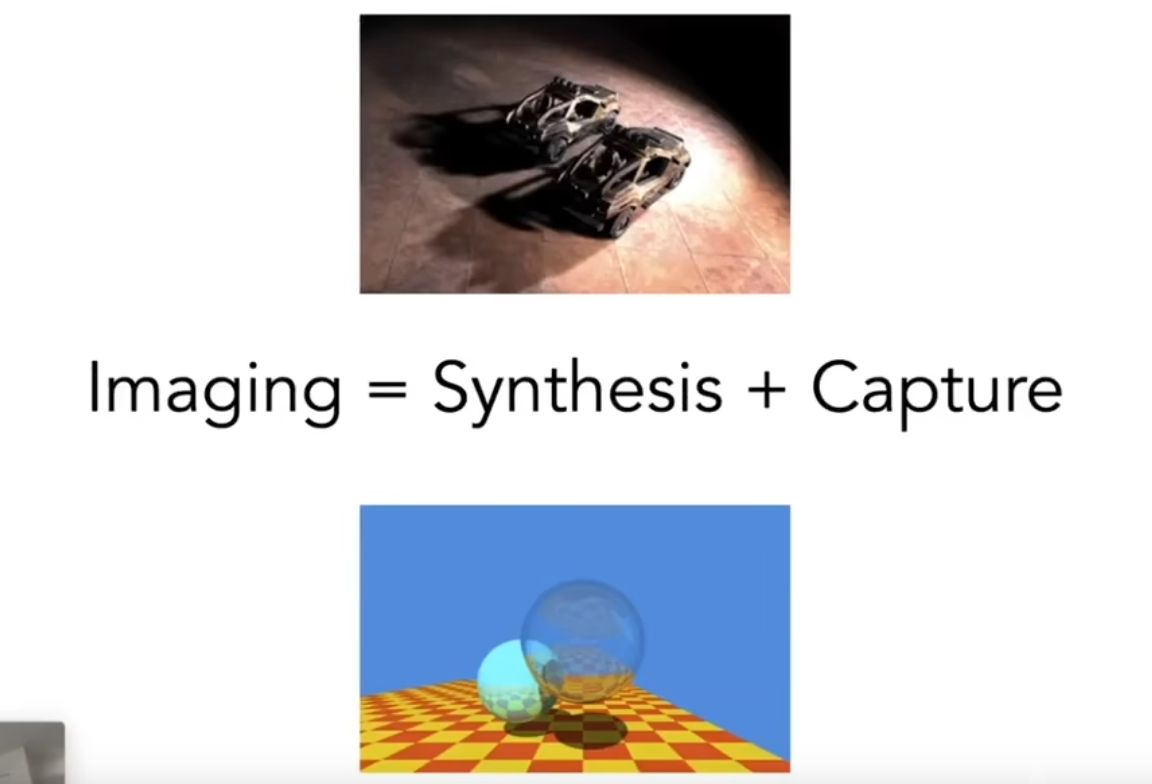 Imaging = Synthesis + Capture